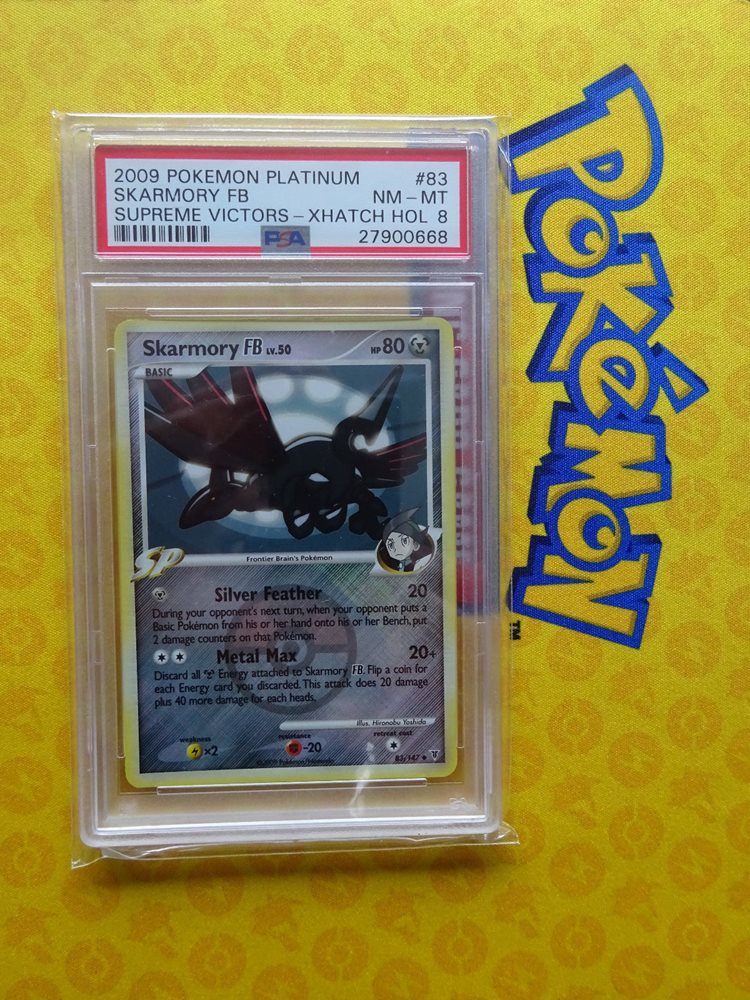 2009 POKEMON PLATINUM #83
SKARMORY FB NM – MT
SUPREME VICTORS – XHATCH HOL 8
PSA 27900668
POKéMON
TM
Skarmory FB LV.50 HP 80
BASIC
SP
Frontier Brain's Pokémon
Silver Feather 20
During your opponent's next turn, when your opponent puts a
Basic Pokémon from his or her hand onto his or her Bench, put
2 damage counters on that Pokémon.
Metal Max 20+
Discard all Energy attached to Skarmory FB. Flip a coin for
each Energy card you discarded. This attack does 20 damage
plus 40 more damage for each heads.
Illus. Hironobu Yoshida
weakness resistance retreat cost
×2 -20
©2009 Pokémon/Nintendo 83/147